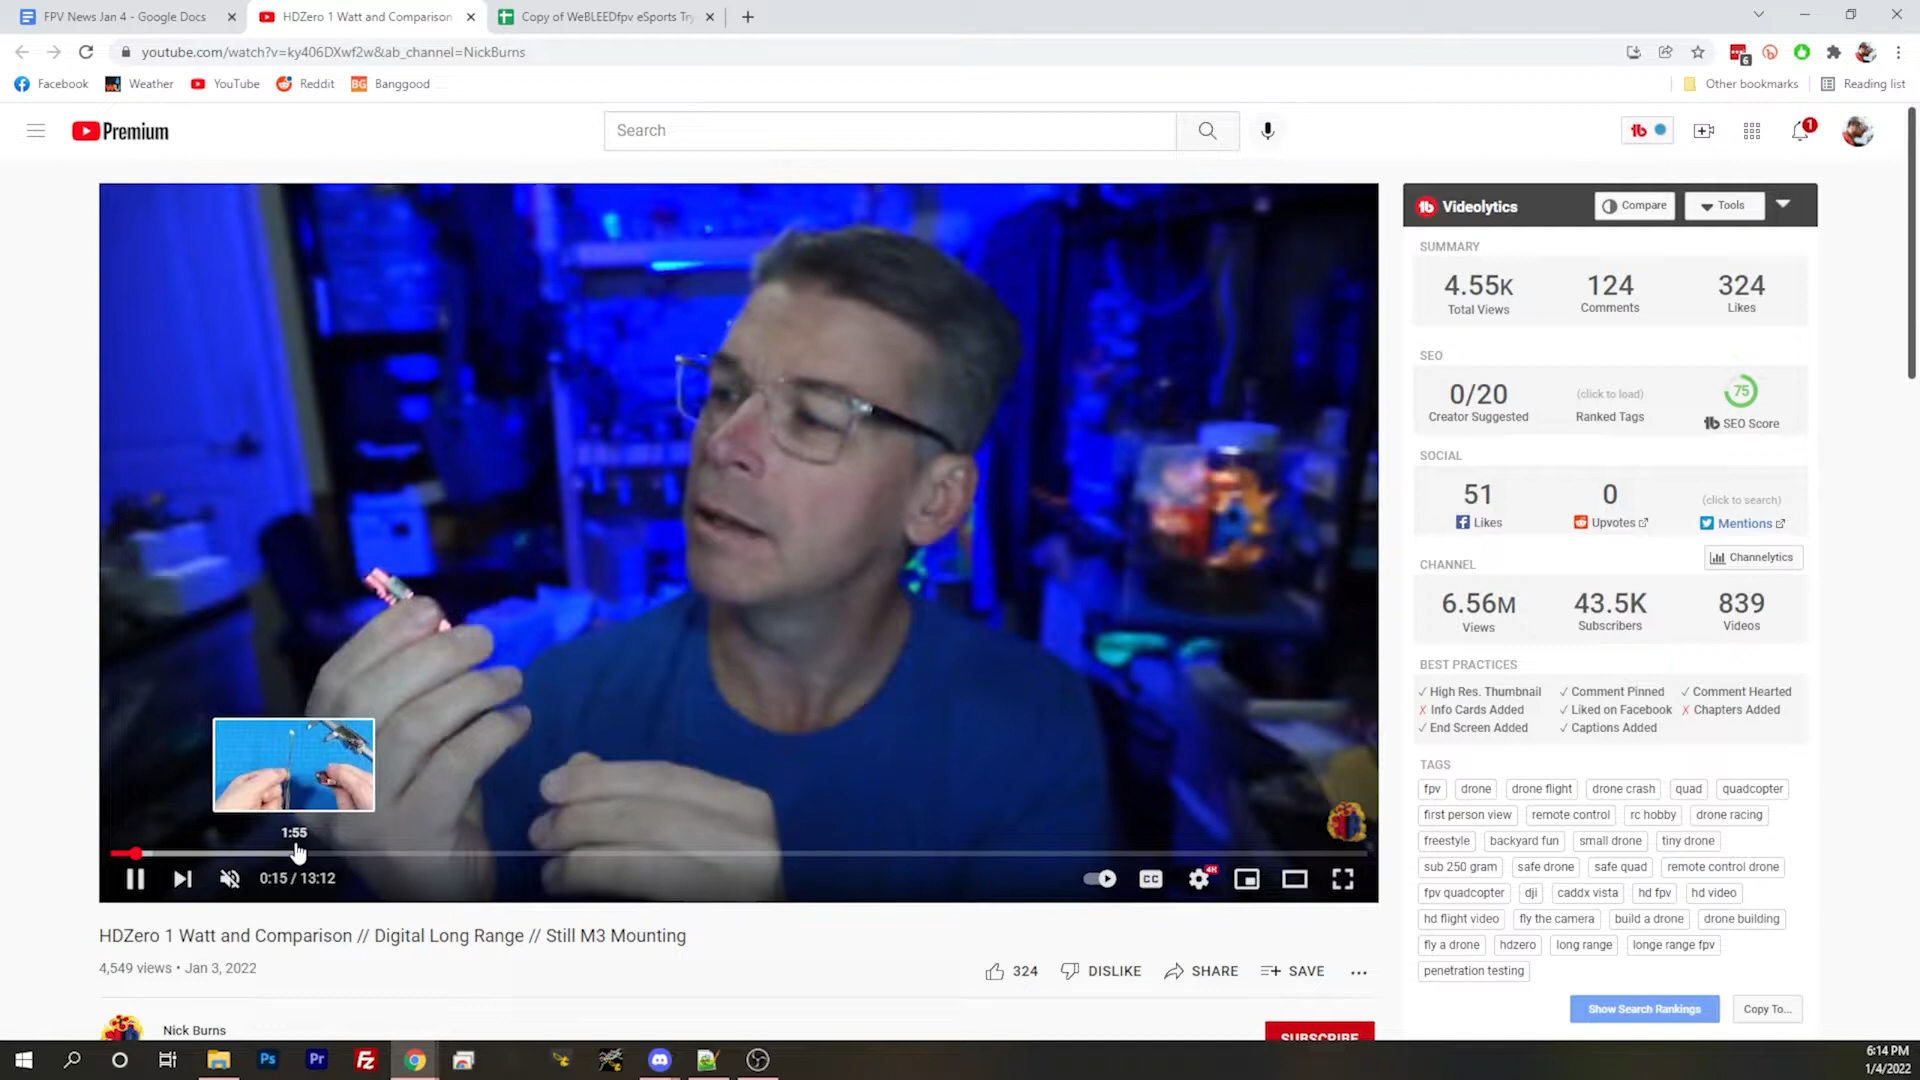 FPV News Jan 4 - Google Docs
HDZero 1 Watt and Comparison
Copy of WeBLEEDfpv eSports Try
youtube.com/watch?v=ky406DXwf2w&ab_channel=NickBurns
6
Facebook
Weather
YouTube
Reddit
BG Banggood
Other bookmarks
Reading list
Premium
Search
1
Videolytics
Compare
Tools
SUMMARY
4.55K 124 324
Total Views Comments Likes
SEO
0/20 (click to load) 75
Creator Suggested Ranked Tags SEO Score
SOCIAL
51 0 (click to search)
Likes Upvotes Mentions
CHANNEL Channelytics
6.56M 43.5K 839
Views Subscribers Videos
BEST PRACTICES
✓ High Res. Thumbnail ✓ Comment Pinned ✓ Comment Hearted
✗ Info Cards Added ✓ Liked on Facebook ✗ Chapters Added
✓ End Screen Added ✓ Captions Added
TAGS
fpv drone drone flight drone crash quad quadcopter
first person view remote control rc hobby drone racing
freestyle backyard fun small drone tiny drone
sub 250 gram safe drone safe quad remote control drone
fpv quadcopter dji caddx vista hd fpv hd video
hd flight video fly the camera build a drone drone building
fly a drone hdzero long range longe range fpv
penetration testing
Show Search Rankings Copy To...
1:55
0:15 / 13:12
CC
HDZero 1 Watt and Comparison // Digital Long Range // Still M3 Mounting
4,549 views • Jan 3, 2022
324 DISLIKE SHARE SAVE
Nick Burns
SUBSCRIBE
Ps
Pr
Fz
6:14 PM
1/4/2022